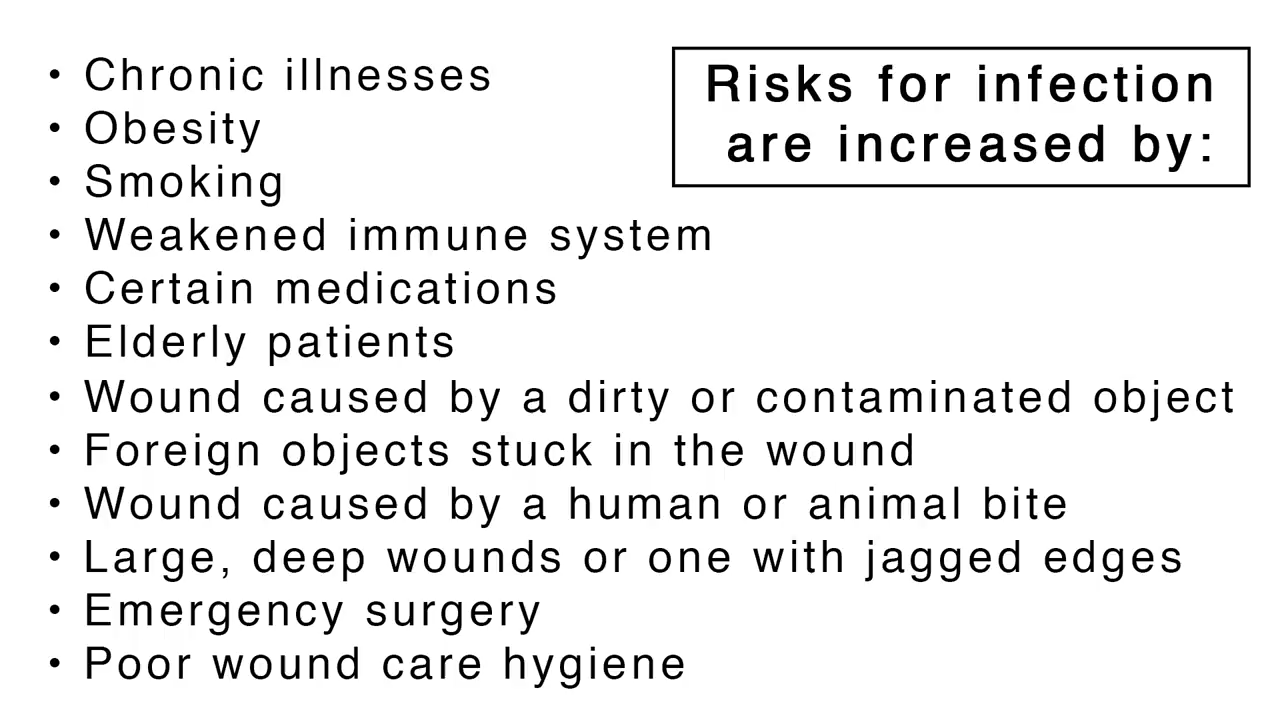 Risks for infection
are increased by:
• Chronic illnesses
• Obesity
• Smoking
• Weakened immune system
• Certain medications
• Elderly patients
• Wound caused by a dirty or contaminated object
• Foreign objects stuck in the wound
• Wound caused by a human or animal bite
• Large, deep wounds or one with jagged edges
• Emergency surgery
• Poor wound care hygiene